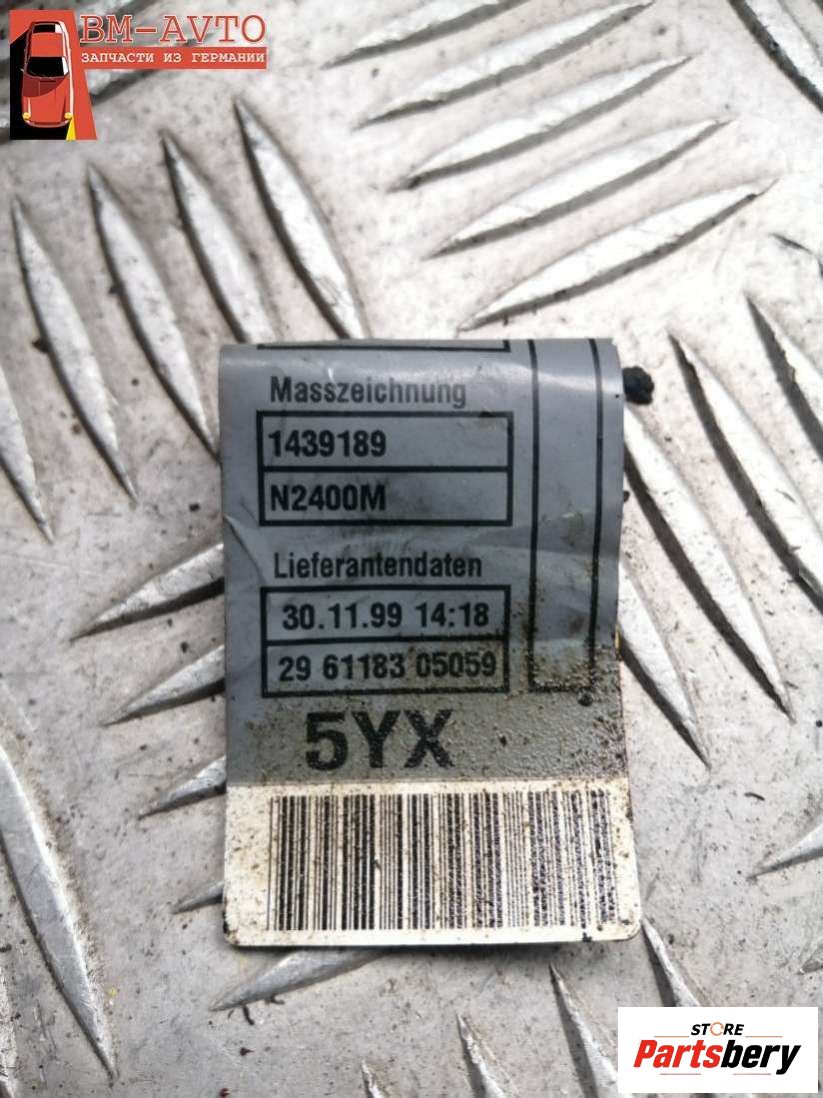 ВМ-AVTO
ЗАПЧАСТИ ИЗ ГЕРМАНИИ
Masszeichnung
1439189
N2400M
Lieferantendaten
30.11.99 14:18
29 61183 05059
5YX
STORE
Partsbery